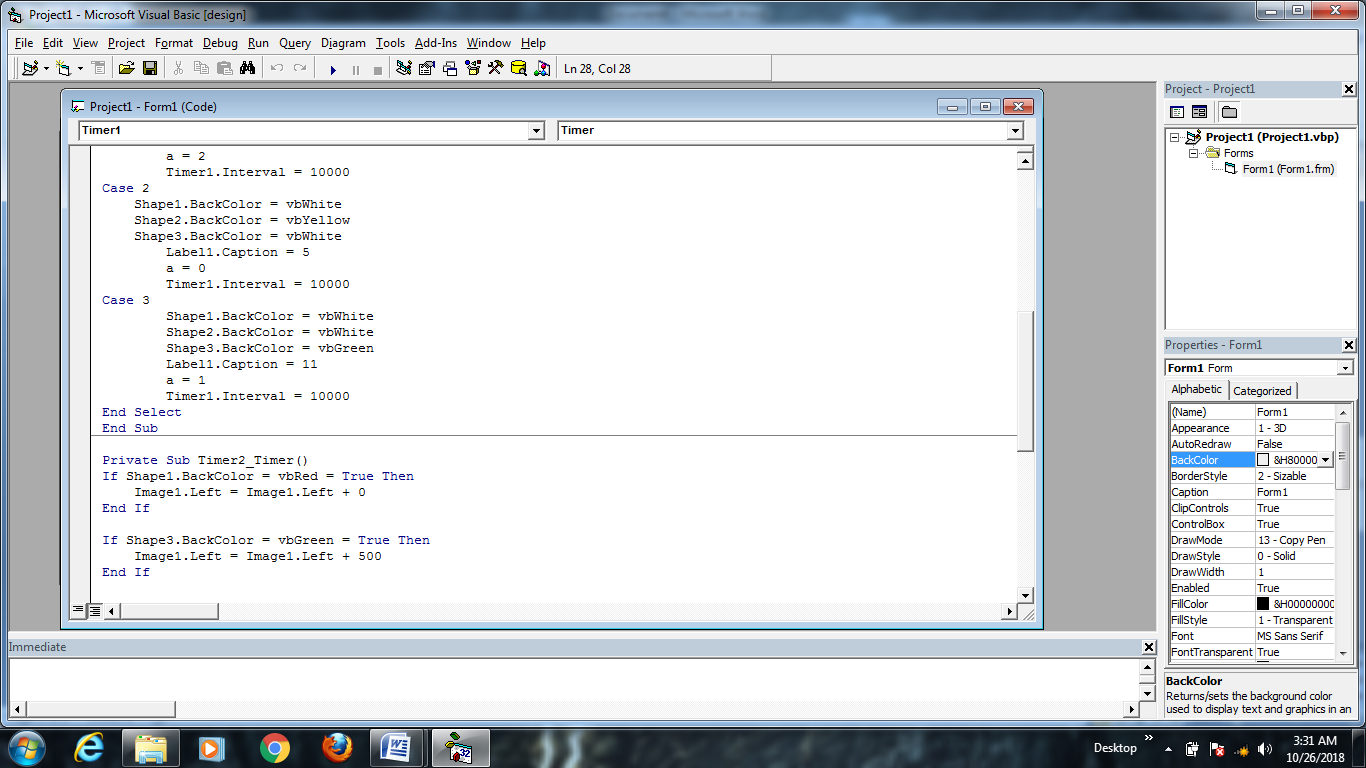 Project1 - Microsoft Visual Basic [design]
File Edit View Project Format Debug Run Query Diagram Tools Add-Ins Window Help
Ln 28, Col 28
Project1 - Form1 (Code)
Timer1 Timer
a = 2
Timer1.Interval = 10000
Case 2
Shape1.BackColor = vbWhite
Shape2.BackColor = vbYellow
Shape3.BackColor = vbWhite
Label1.Caption = 5
a = 0
Timer1.Interval = 10000
Case 3
Shape1.BackColor = vbWhite
Shape2.BackColor = vbWhite
Shape3.BackColor = vbGreen
Label1.Caption = 11
a = 1
Timer1.Interval = 10000
End Select
End Sub
Private Sub Timer2_Timer()
If Shape1.BackColor = vbRed = True Then
Image1.Left = Image1.Left + 0
End If
If Shape3.BackColor = vbGreen = True Then
Image1.Left = Image1.Left + 500
End If
Immediate
Project - Project1
Project1 (Project1.vbp)
Forms
Form1 (Form1.frm)
Properties - Form1
Form1 Form
Alphabetic Categorized
(Name) Form1
Appearance 1 - 3D
AutoRedraw False
BackColor &H80000
BorderStyle 2 - Sizable
Caption Form1
ClipControls True
ControlBox True
DrawMode 13 - Copy Pen
DrawStyle 0 - Solid
DrawWidth 1
Enabled True
FillColor &H00000000
FillStyle 1 - Transparent
Font MS Sans Serif
FontTransparent True
BackColor
Returns/sets the background color
used to display text and graphics in an
Desktop »
3:31 AM
10/26/2018